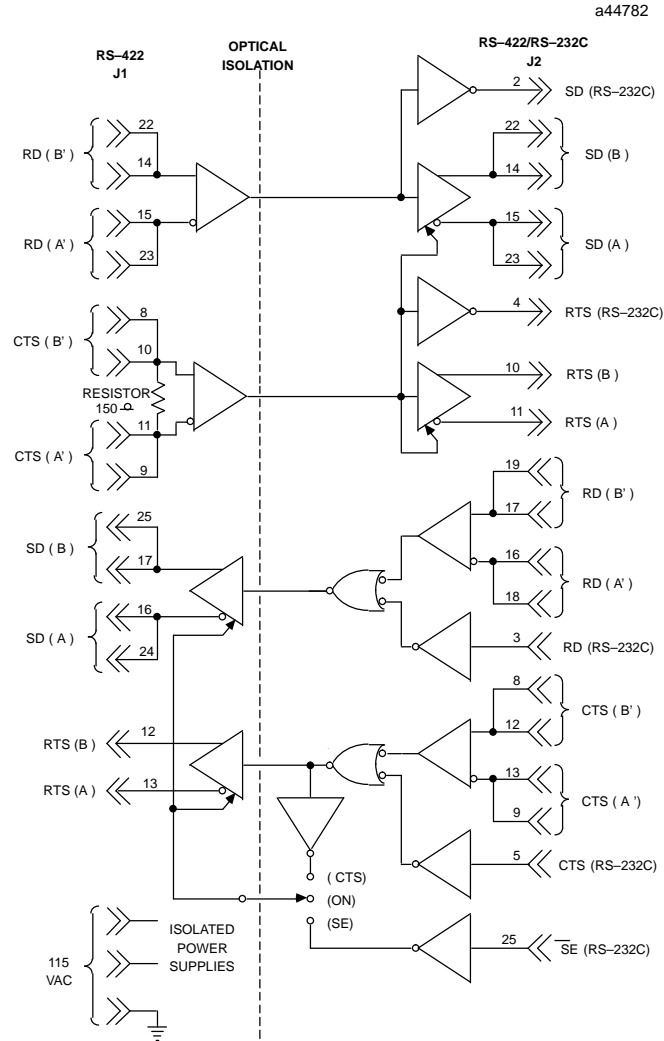 a44782
RS–422
J1
OPTICAL
ISOLATION
RS–422/RS–232C
J2
2 SD (RS–232C)
RD ( B' ) 22
14
22 SD ( B )
14
RD ( A' ) 15
23
15 SD ( A )
23
CTS ( B' ) 8
10
4 RTS (RS–232C)
RESISTOR
150
10 RTS ( B )
11 RTS ( A )
CTS ( A' ) 11
9
19 RD ( B' )
17
SD ( B ) 25
17
16 RD ( A' )
18
SD ( A ) 16
24
3 RD (RS–232C)
8 CTS ( B' )
12
RTS ( B ) 12
RTS ( A ) 13
13 CTS ( A ' )
9
5 CTS (RS–232C)
( CTS)
(ON)
(SE)
25 SE (RS–232C)
115
VAC
ISOLATED
POWER
SUPPLIES